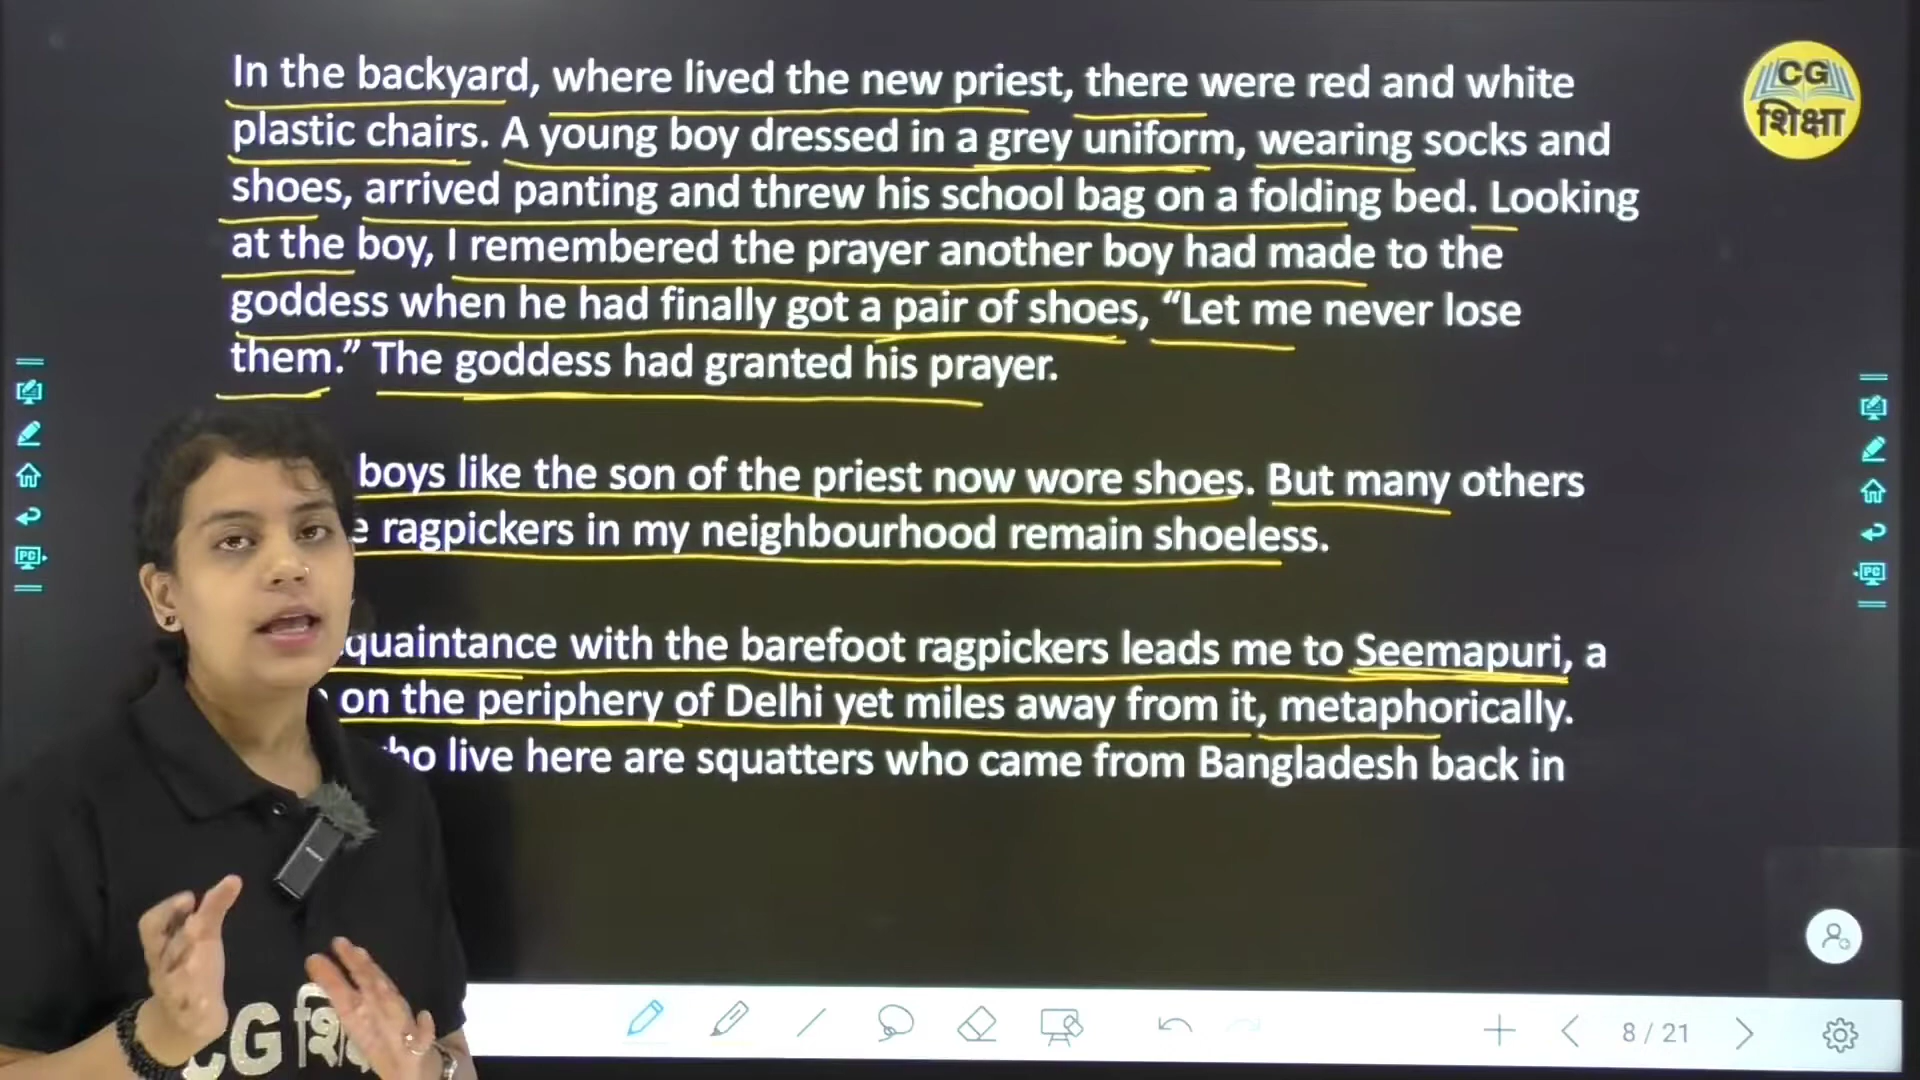 In the backyard, where lived the new priest, there were red and white
plastic chairs. A young boy dressed in a grey uniform, wearing socks and
shoes, arrived panting and threw his school bag on a folding bed. Looking
at the boy, I remembered the prayer another boy had made to the
goddess when he had finally got a pair of shoes, “Let me never lose
them.” The goddess had granted his prayer.
boys like the son of the priest now wore shoes. But many others
ragpickers in my neighbourhood remain shoeless.
with the barefoot ragpickers leads me to Seemapuri, a
on the periphery of Delhi yet miles away from it, metaphorically.
live here are squatters who came from Bangladesh back in
CG
शिक्षा
PC
PC
CG
8 / 21